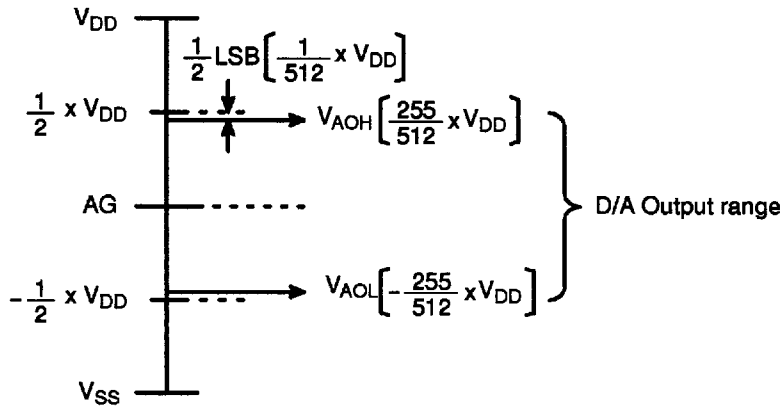 V_DD
1/2 LSB [1/512 x V_DD]
1/2 x V_DD
V_AOH [255/512 x V_DD]
AG
D/A Output range
-1/2 x V_DD
V_AOL [-255/512 x V_DD]
V_SS